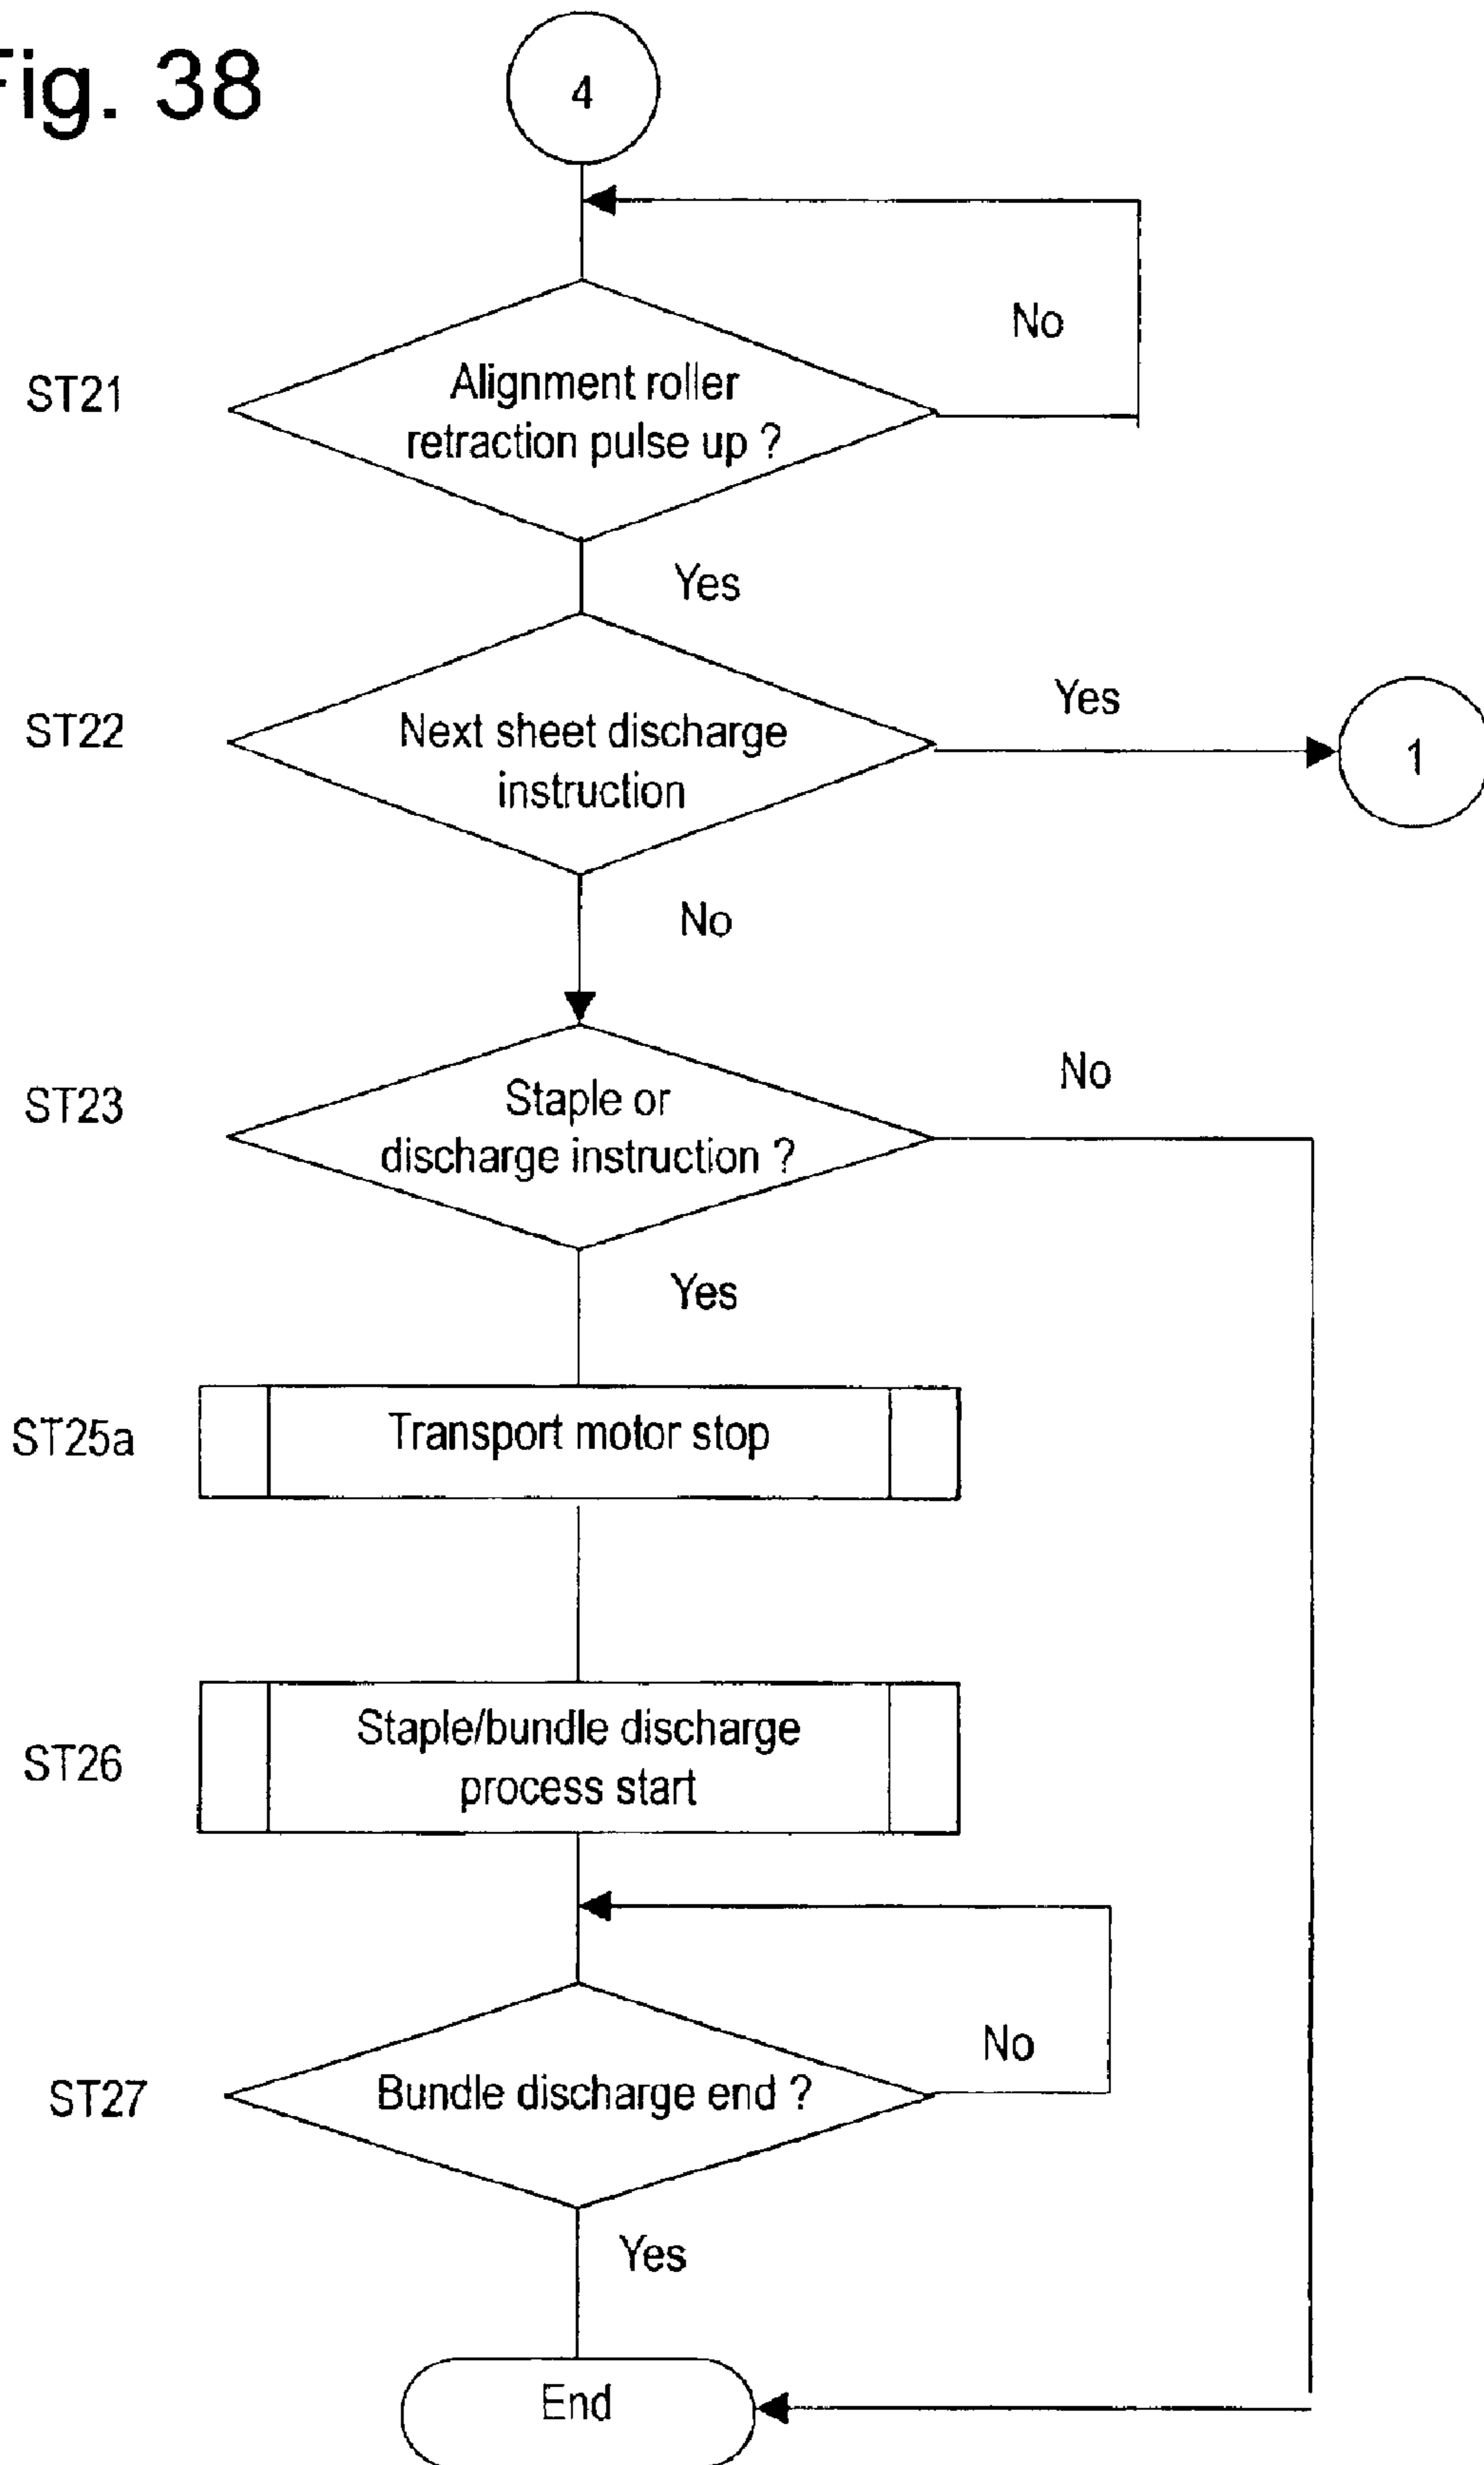 Fig. 38
4
No
ST21
Alignment roller
retraction pulse up ?
Yes
ST22
Next sheet discharge
instruction
Yes
1
No
ST23
Staple or
discharge instruction ?
No
Yes
ST25a
Transport motor stop
ST26
Staple/bundle discharge
process start
No
ST27
Bundle discharge end ?
Yes
End